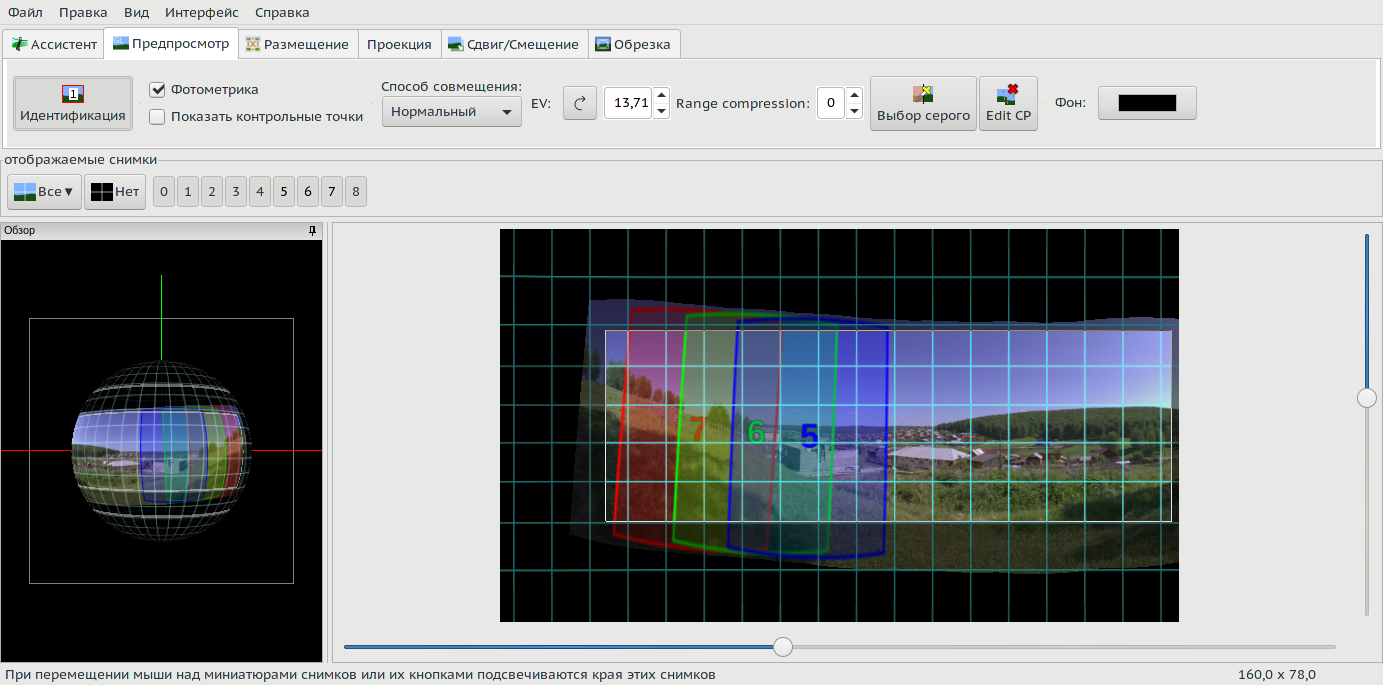 Файл Правка Вид Интерфейс Справка
Ассистент Предпросмотр Размещение Проекция Сдвиг/Смещение Обрезка
1
Идентификация
Фотометрика
Показать контрольные точки
Способ совмещения:
Нормальный
EV:
13,71
Range compression:
0
Выбор серого
Edit CP
Фон:
отображаемые снимки
Все Нет 0 1 2 3 4 5 6 7 8
Обзор
7 6 5
При перемещении мыши над миниатюрами снимков или их кнопками подсвечиваются края этих снимков
160,0 x 78,0